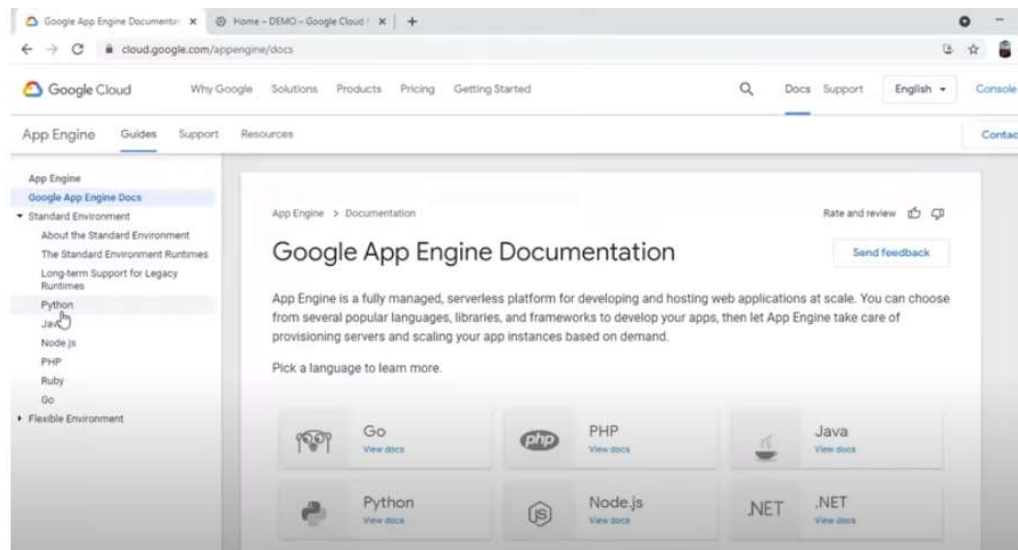 Google App Engine Documentat
Home – DEMO – Google Cloud
cloud.google.com/appengine/docs
Google Cloud
Why Google
Solutions
Products
Pricing
Getting Started
Docs
Support
English
Console
App Engine
Guides
Support
Resources
Contac
App Engine
Google App Engine Docs
Standard Environment
About the Standard Environment
The Standard Environment Runtimes
Long-term Support for Legacy
Runtimes
Python
Java
Node.js
PHP
Ruby
Go
Flexible Environment
App Engine > Documentation
Rate and review
Google App Engine Documentation
Send feedback
App Engine is a fully managed, serverless platform for developing and hosting web applications at scale. You can choose
from several popular languages, libraries, and frameworks to develop your apps, then let App Engine take care of
provisioning servers and scaling your app instances based on demand.
Pick a language to learn more.
Go
View docs
php
PHP
View docs
Java
View docs
Python
View docs
JS
Node.js
View docs
.NET
.NET
View docs